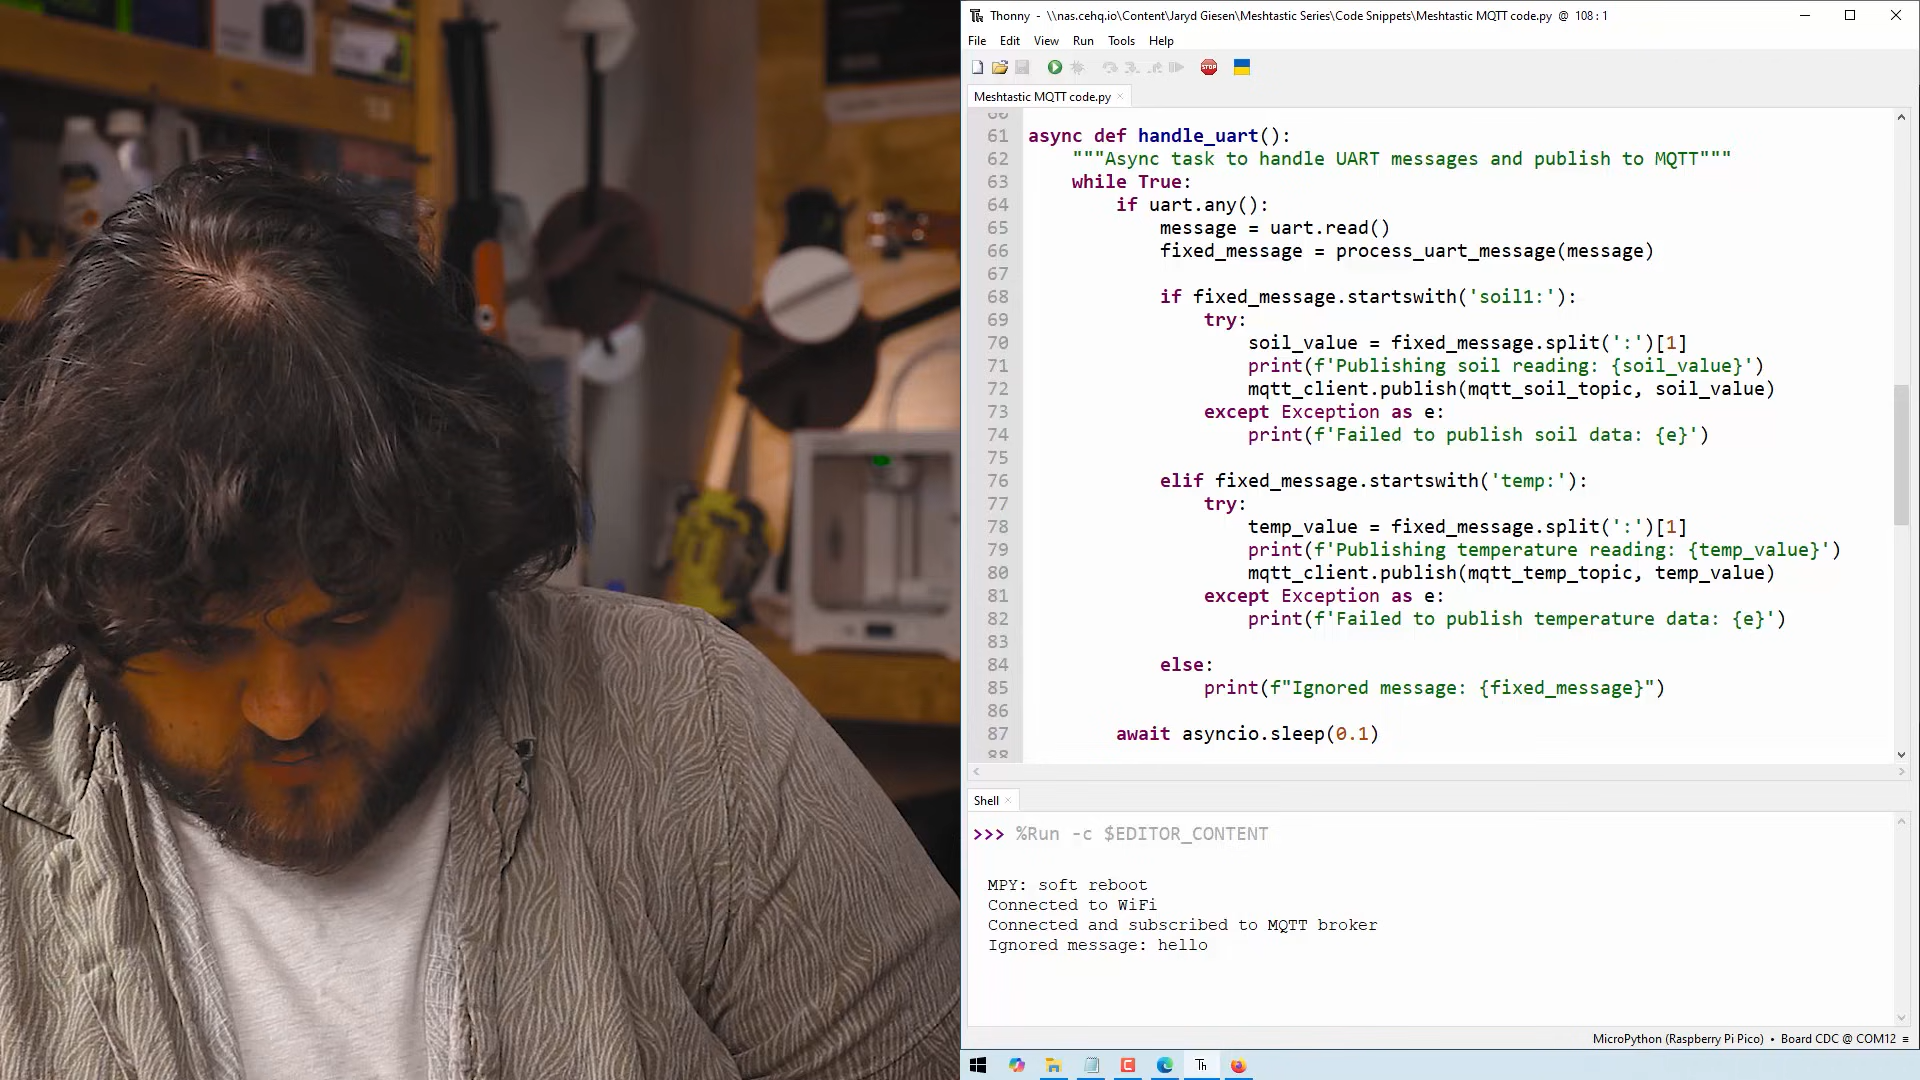 Thonny - \\nas.cehq.io\Content\Jaryd Giesen\Meshtastic Series\Code Snippets\Meshtastic MQTT code.py @ 108 : 1
File Edit View Run Tools Help
STOP
Meshtastic MQTT code.py
60
61 async def handle_uart():
62 """Async task to handle UART messages and publish to MQTT"""
63 while True:
64 if uart.any():
65 message = uart.read()
66 fixed_message = process_uart_message(message)
67
68 if fixed_message.startswith('soil1:'):
69 try:
70 soil_value = fixed_message.split(':')[1]
71 print(f'Publishing soil reading: {soil_value}')
72 mqtt_client.publish(mqtt_soil_topic, soil_value)
73 except Exception as e:
74 print(f'Failed to publish soil data: {e}')
75
76 elif fixed_message.startswith('temp:'):
77 try:
78 temp_value = fixed_message.split(':')[1]
79 print(f'Publishing temperature reading: {temp_value}')
80 mqtt_client.publish(mqtt_temp_topic, temp_value)
81 except Exception as e:
82 print(f'Failed to publish temperature data: {e}')
83
84 else:
85 print(f"Ignored message: {fixed_message}")
86
87 await asyncio.sleep(0.1)
88
Shell
>>> %Run -c $EDITOR_CONTENT
MPY: soft reboot
Connected to WiFi
Connected and subscribed to MQTT broker
Ignored message: hello
MicroPython (Raspberry Pi Pico) • Board CDC @ COM12 ≡
Th